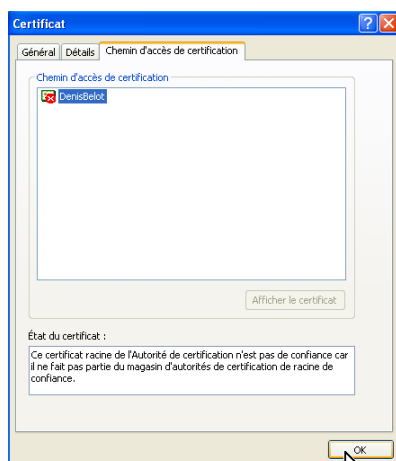 Certificat
Général Détails Chemin d'accès de certification
Chemin d'accès de certification
DenisBelot
Afficher le certificat
État du certificat :
Ce certificat racine de l'Autorité de certification n'est pas de confiance car
il ne fait pas partie du magasin d'autorités de certification de racine de
confiance.
OK